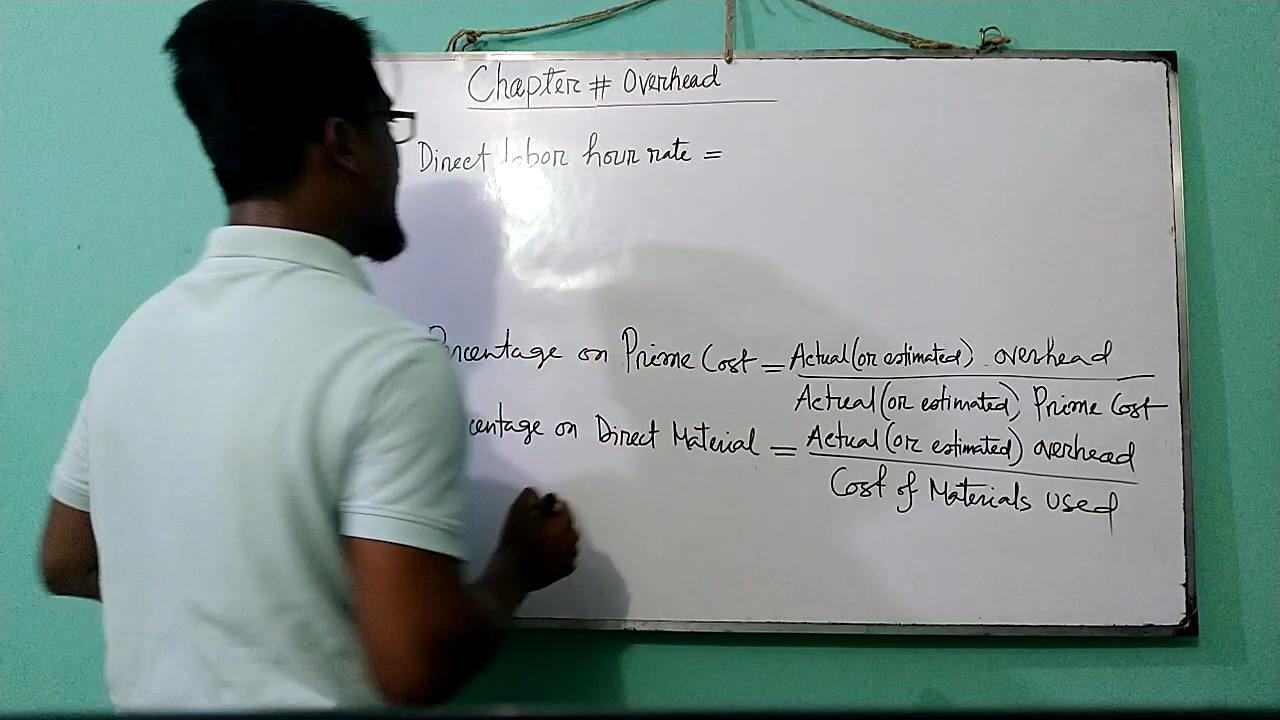 Chapter # Overhead
Direct labor hour rate =
Percentage on Prime Cost = Actual (or estimated) overhead
Actual (or estimated) Prime Cost
centage on Direct Material = Actual (or estimated) overhead
Cost of Materials used